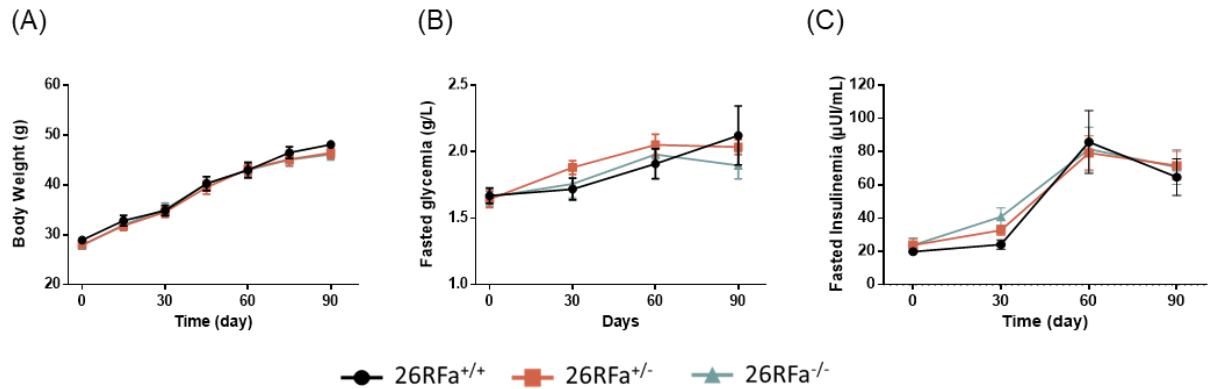 (A)
Body Weight (g)
60
50
40
30
20
0
30
60
90
Time (day)
(B)
Fasted glycemia (g/L)
2.5
2.0
1.5
1.0
0
30
60
90
Days
(C)
Fasted Insulinemia (µUI/mL)
120
100
80
60
40
20
0
0
30
60
90
Time (day)
26RFa+/+
26RFa+/-
26RFa-/-